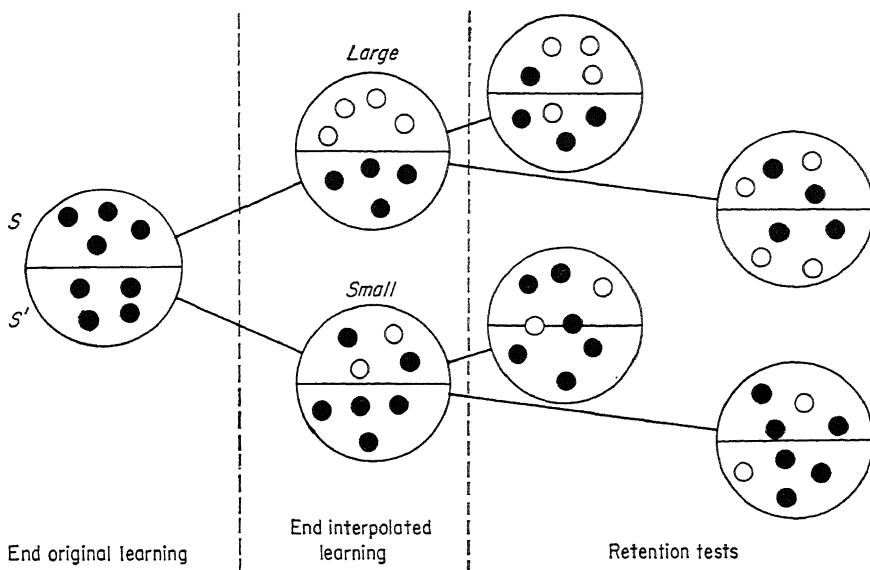 Large
S
S'
Small
End original learning
End interpolated
learning
Retention tests